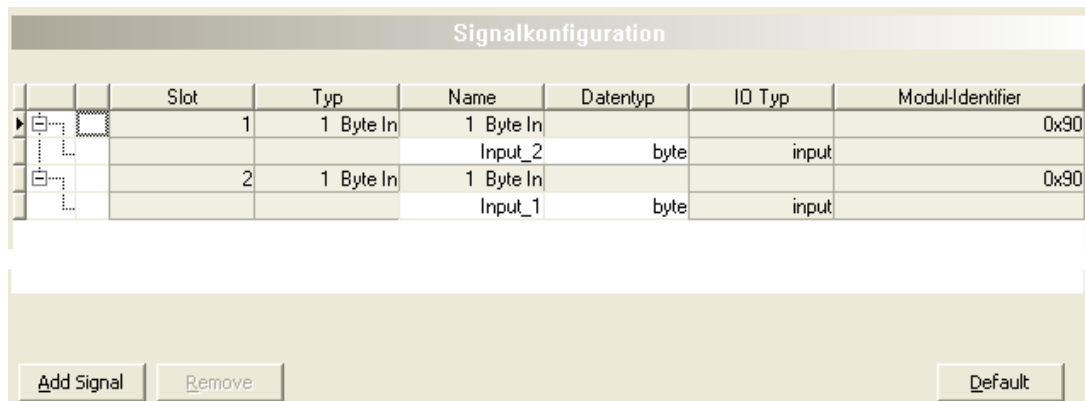 Signalkonfiguration
Slot Typ Name Datentyp IO Typ Modul-Identifier
1 1 Byte In 1 Byte In 0x90
Input_2 byte input
2 1 Byte In 1 Byte In 0x90
Input_1 byte input
Add Signal Remove Default